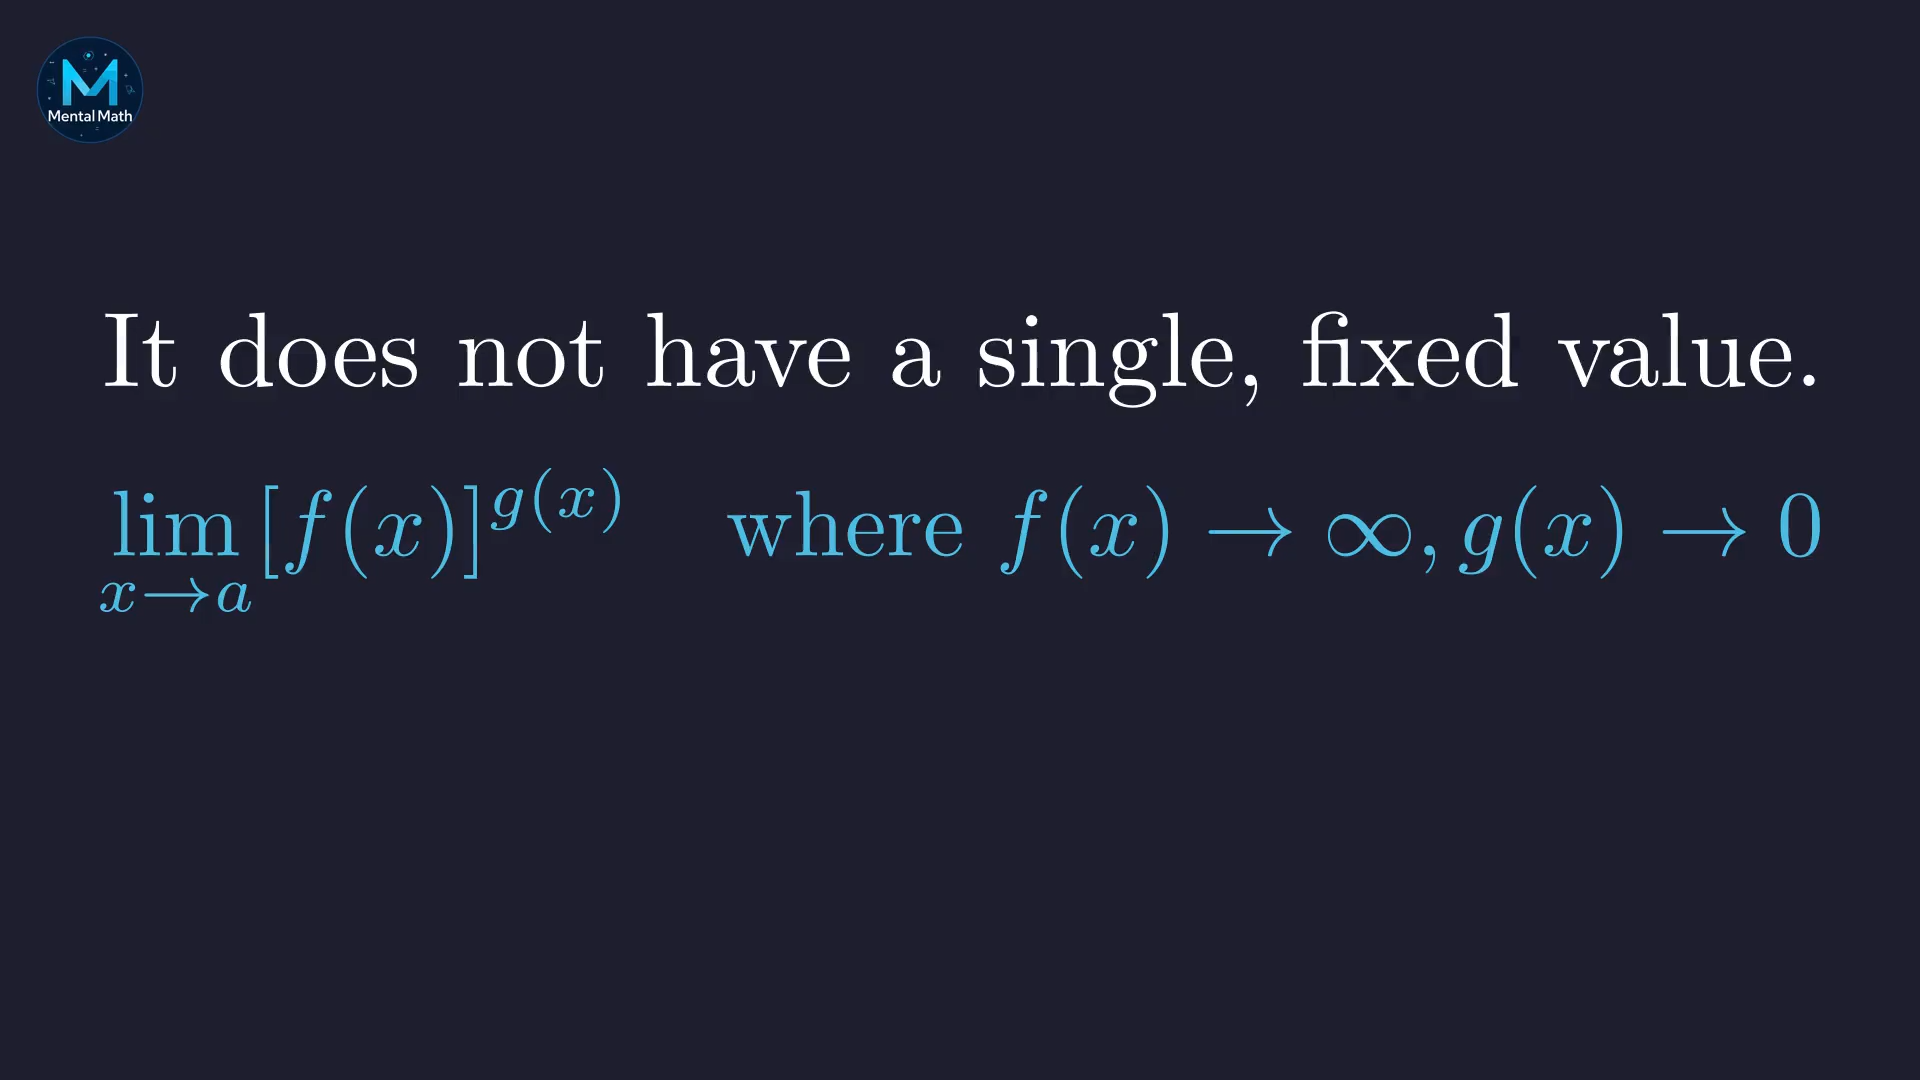 M
Mental Math
It does not have a single, fixed value.
lim_{x→a} [f(x)]^{g(x)} where f(x) → ∞, g(x) → 0